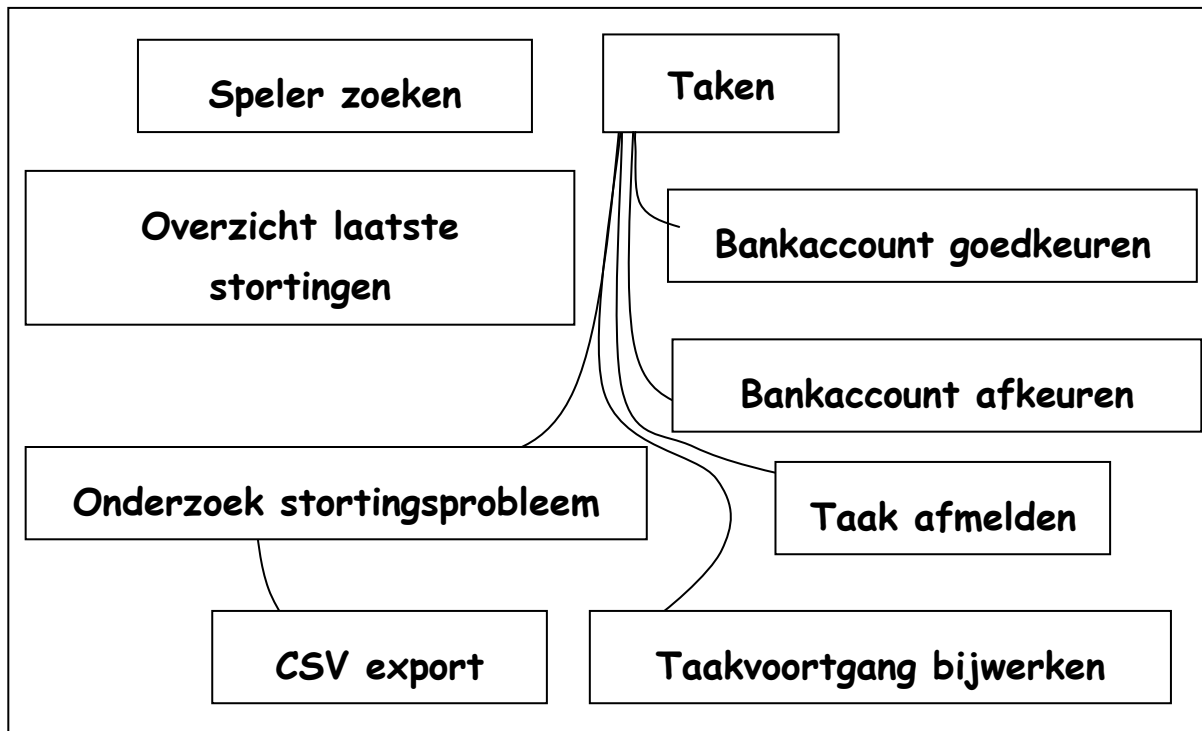 Speler zoeken
Taken
Overzicht laatste
stortingen
Bankaccount goedkeuren
Bankaccount afkeuren
Onderzoek stortingsprobleem
Taak afmelden
CSV export
Taakvoortgang bijwerken